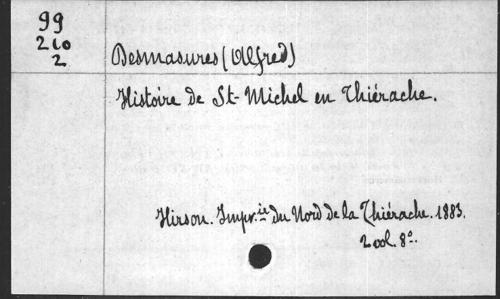 99
210
2
Desmasures (Alfred)
Histoire de St-Michel en Thiérache.
Hirson. Impr.ie du Nord de la Thiérache. 1883.
2 vol. 8°.